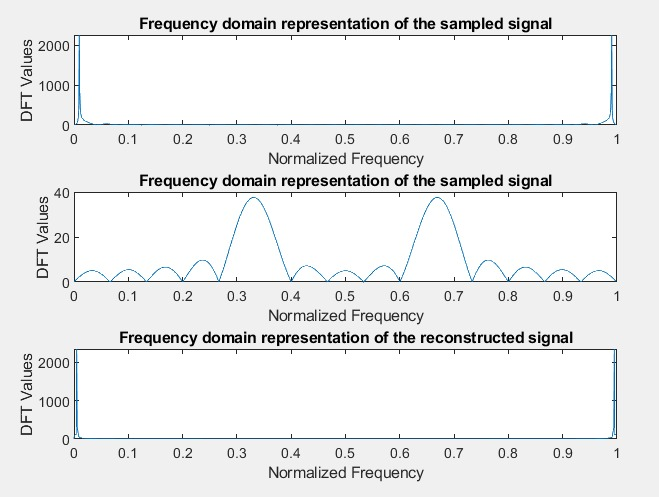 Frequency domain representation of the sampled signal
DFT Values
2000
1000
0
0 0.1 0.2 0.3 0.4 0.5 0.6 0.7 0.8 0.9 1
Normalized Frequency
Frequency domain representation of the sampled signal
DFT Values
40
20
0
0 0.1 0.2 0.3 0.4 0.5 0.6 0.7 0.8 0.9 1
Normalized Frequency
Frequency domain representation of the reconstructed signal
DFT Values
2000
1000
0
0 0.1 0.2 0.3 0.4 0.5 0.6 0.7 0.8 0.9 1
Normalized Frequency